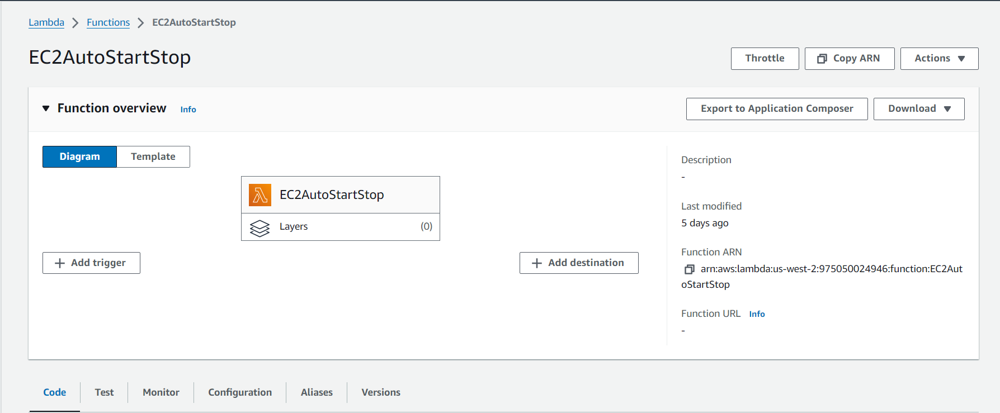 Lambda > Functions > EC2AutoStartStop
EC2AutoStartStop
Throttle
Copy ARN
Actions
Function overview Info
Export to Application Composer
Download
Diagram
Template
EC2AutoStartStop
Layers (0)
Add trigger
Add destination
Description
-
Last modified
5 days ago
Function ARN
arn:aws:lambda:us-west-2:975050024946:function:EC2Aut
oStartStop
Function URL Info
-
Code
Test
Monitor
Configuration
Aliases
Versions